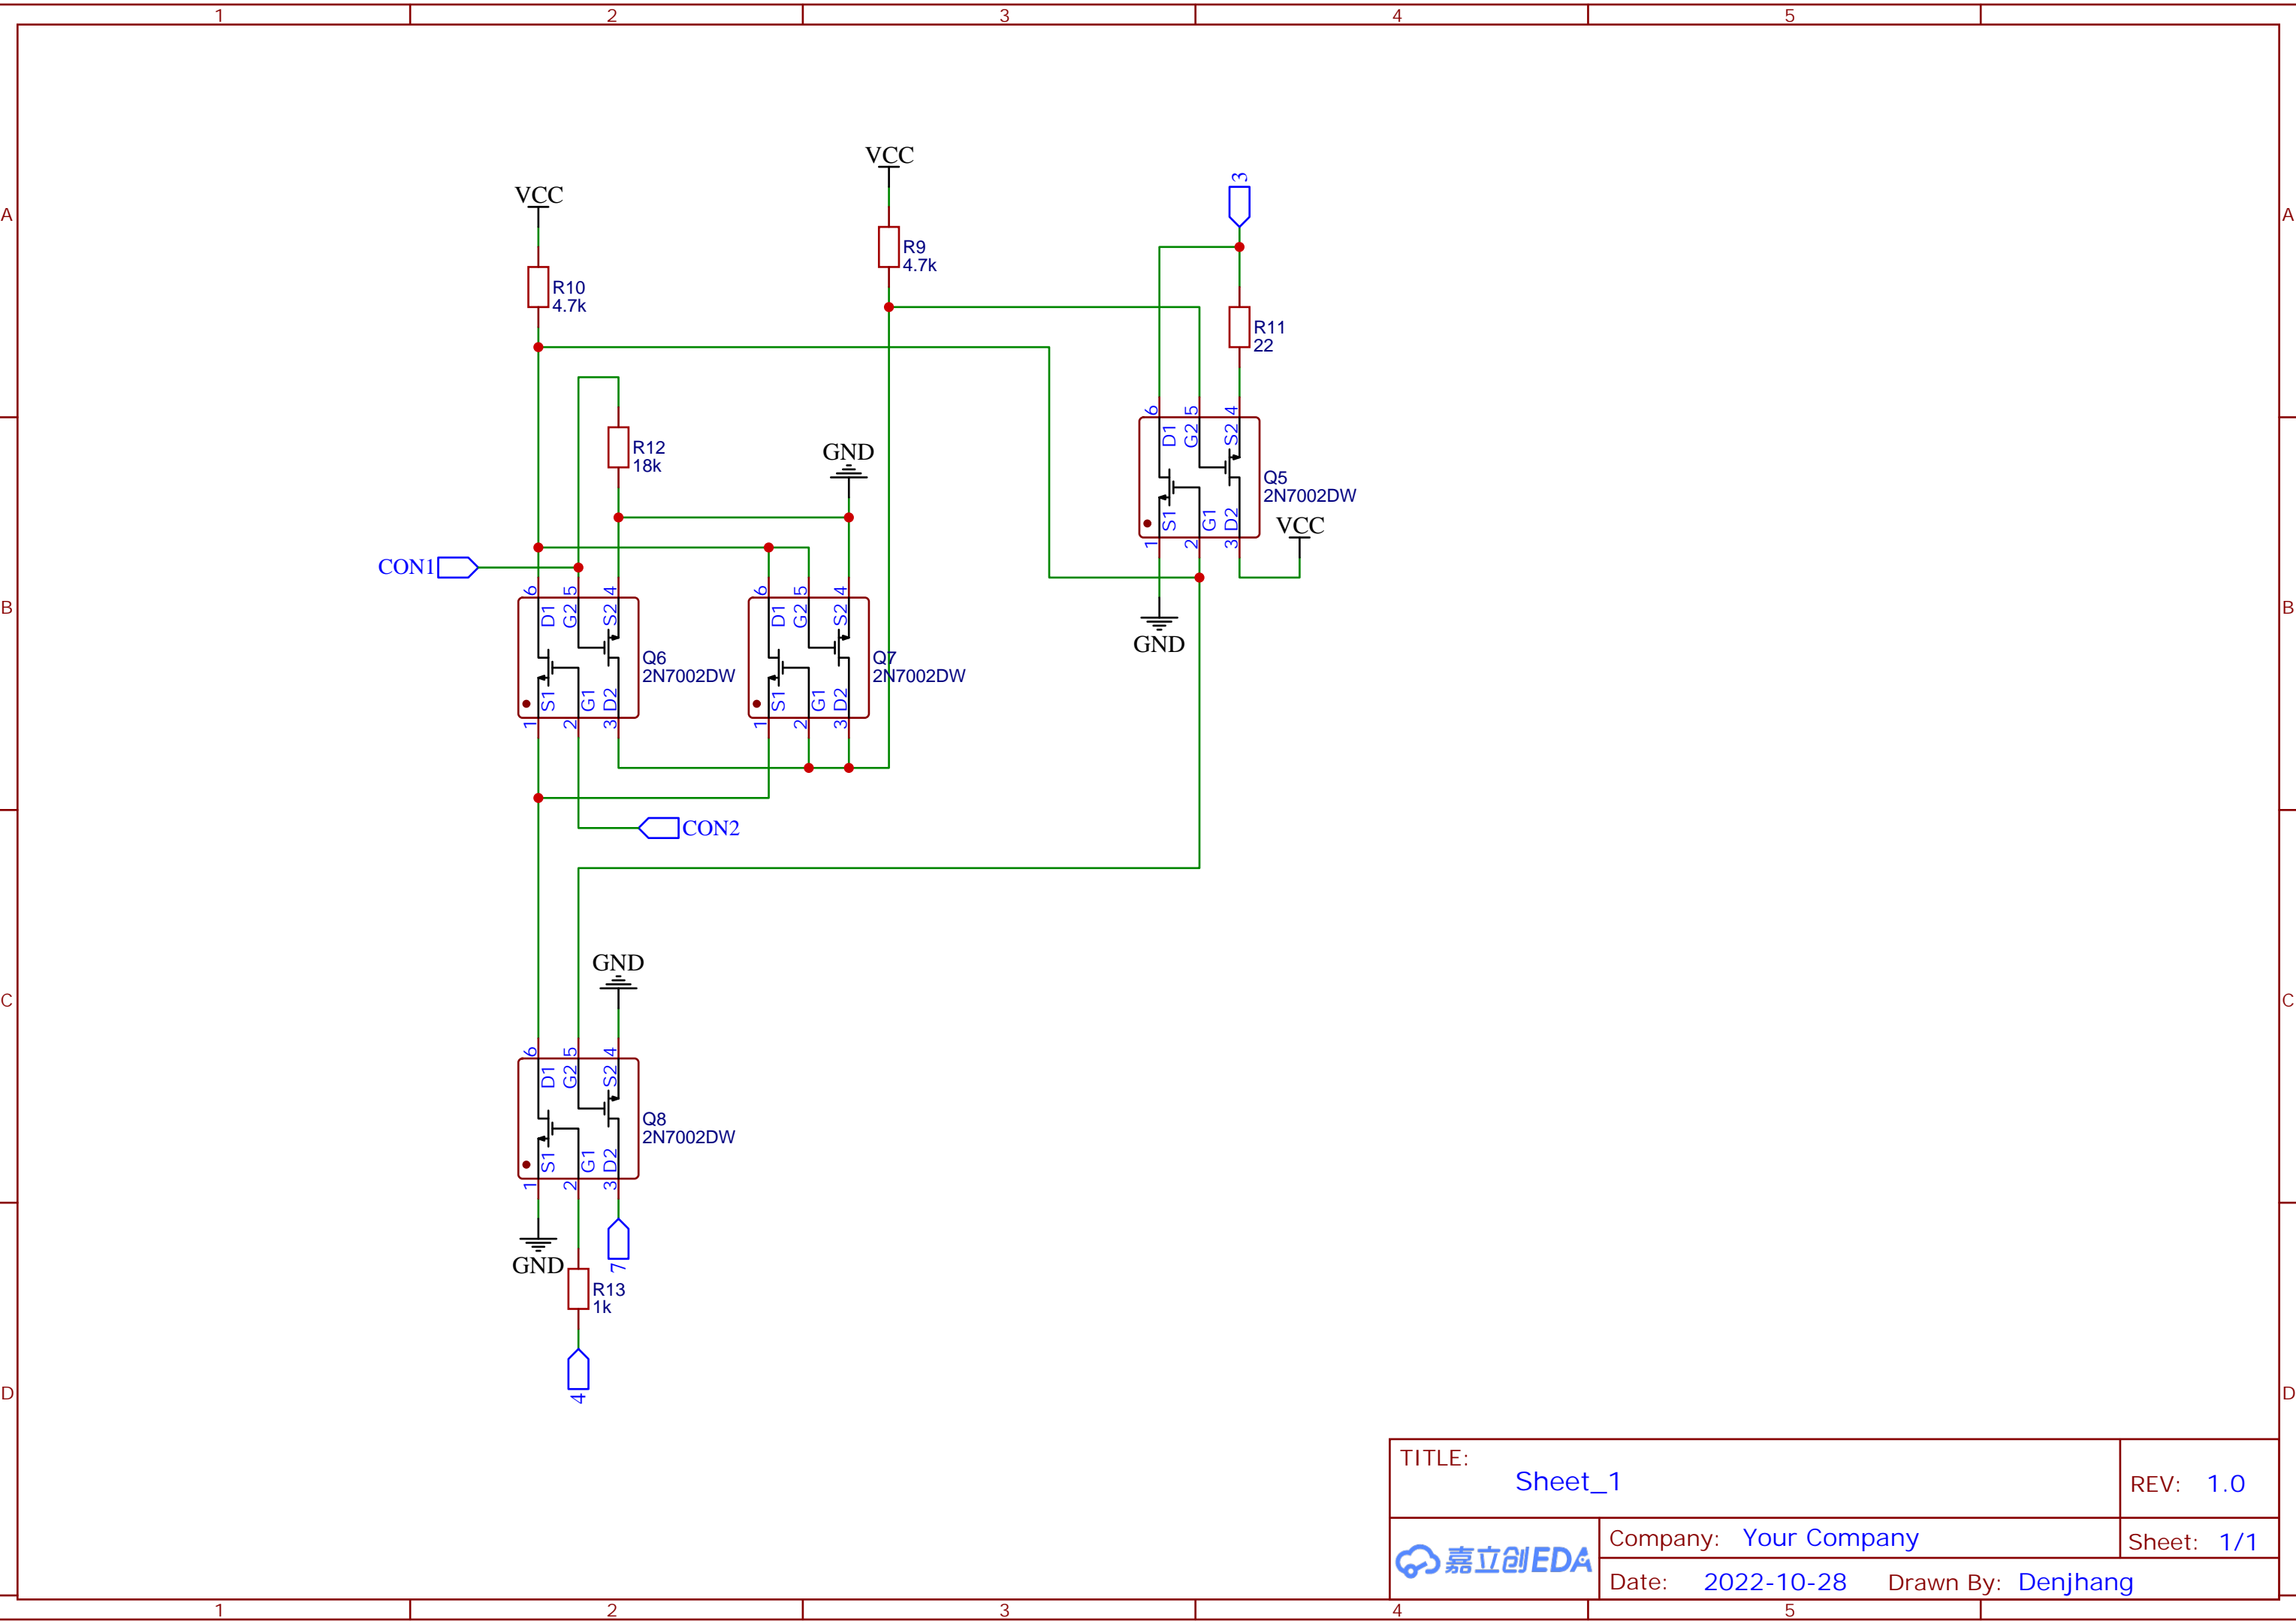 1 2 3 4 5
VCC
VCC
3
A A
R9
4.7k
R10
4.7k
R11
22
6 5 4
D1 G2 S2
R12
18k
GND
Q5
2N7002DW
S1 G1 D2
VCC
1 2 3
CON1
6 5 4
D1 G2 S2
6 5 4
D1 G2 S2
B B
GND
Q6
2N7002DW
Q7
2N7002DW
S1 G1 D2
S1 G1 D2
1 2 3
1 2 3
CON2
GND
C C
6 5 4
D1 G2 S2
Q8
2N7002DW
S1 G1 D2
1 2 3
GND
7
R13
1k
4
D D
TITLE:
Sheet_1
REV: 1.0
嘉立创EDA
Company: Your Company
Sheet: 1/1
Date: 2022-10-28 Drawn By: Denjhang
1 2 3 4 5